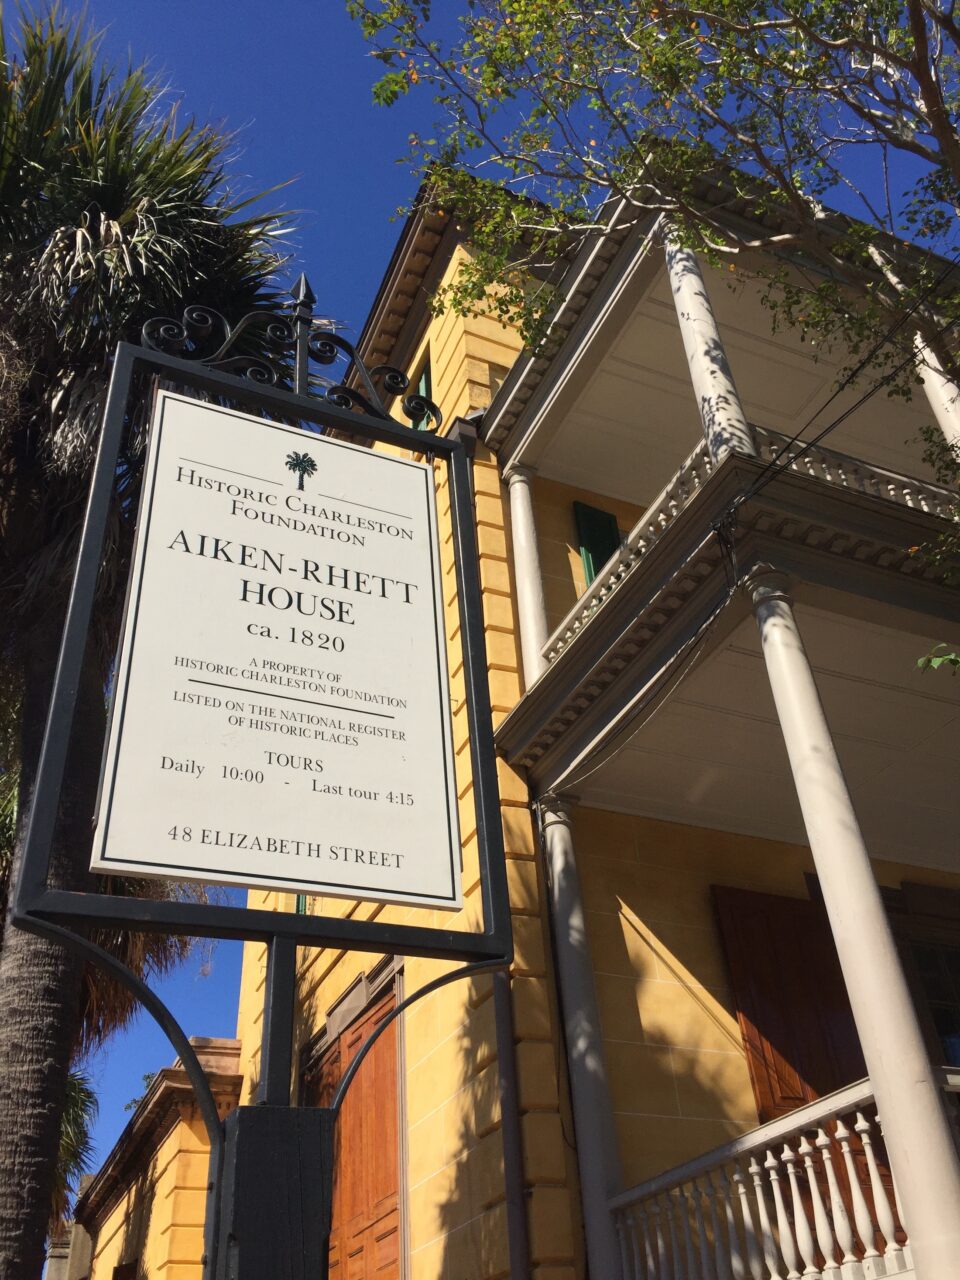 HISTORIC CHARLESTON
FOUNDATION
AIKEN-RHETT
HOUSE
ca. 1820
A PROPERTY OF
HISTORIC CHARLESTON FOUNDATION
LISTED ON THE NATIONAL REGISTER
OF HISTORIC PLACES
TOURS
Daily 10:00 - Last tour 4:15
48 ELIZABETH STREET